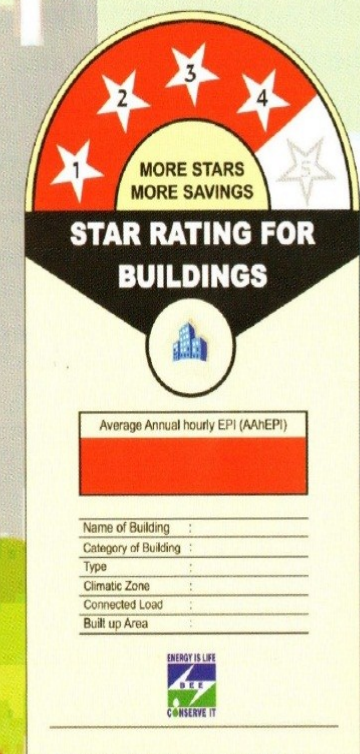 1
2
3
4
5
MORE STARS
MORE SAVINGS
STAR RATING FOR
BUILDINGS
Average Annual hourly EPI (AAhEPI)
Name of Building :
Category of Building :
Type :
Climatic Zone :
Connected Load :
Built up Area :
ENERGY IS LIFE
BEE
CONSERVE IT